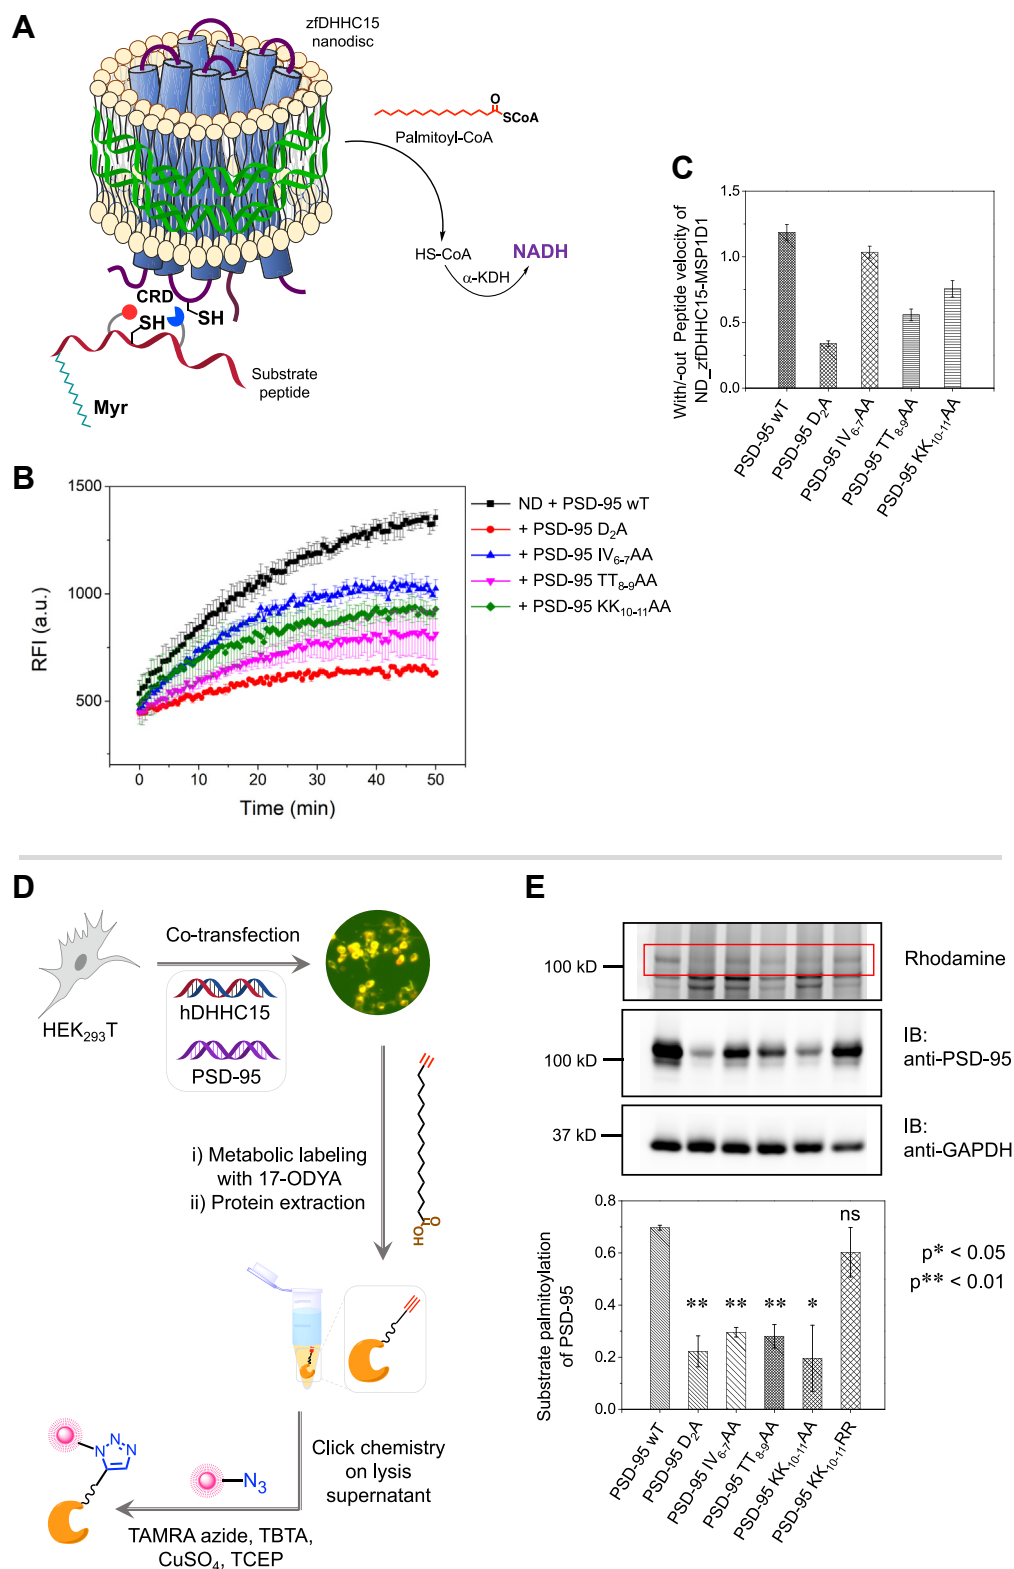 A
zfDHHC15
nanodisc
O
SCoA
Palmitoyl-CoA
HS-CoA
NADH
α-KDH
CRD
SH
SH
Substrate
peptide
Myr
C
With/-out Peptide velocity of
ND_zfDHHC15-MSP1D1
1.5
1.0
0.5
0.0
PSD-95 wT
PSD-95 D₂A
PSD-95 IV₆₋₇AA
PSD-95 TT₈₋₉AA
PSD-95 KK₁₀₋₁₁AA
B
RFI (a.u.)
1500
1000
500
0
10
20
30
40
50
Time (min)
ND + PSD-95 wT
+ PSD-95 D₂A
+ PSD-95 IV₆₋₇AA
+ PSD-95 TT₈₋₉AA
+ PSD-95 KK₁₀₋₁₁AA
D
HEK₂₉₃T
Co-transfection
hDHHC15
PSD-95
i) Metabolic labeling
with 17-ODYA
ii) Protein extraction
O
OH
Click chemistry
on lysis
supernatant
N₃
TAMRA azide, TBTA,
CuSO₄, TCEP
N
N
N
E
100 kD
Rhodamine
100 kD
IB:
anti-PSD-95
37 kD
IB:
anti-GAPDH
Substrate palmitoylation
of PSD-95
0.8
0.6
0.4
0.2
0.0
**
**
**
*
ns
p* < 0.05
p** < 0.01
PSD-95 wT
PSD-95 D₂A
PSD-95 IV₆₋₇AA
PSD-95 TT₈₋₉AA
PSD-95 KK₁₀₋₁₁AA
PSD-95 KK₁₀₋₁₁RR